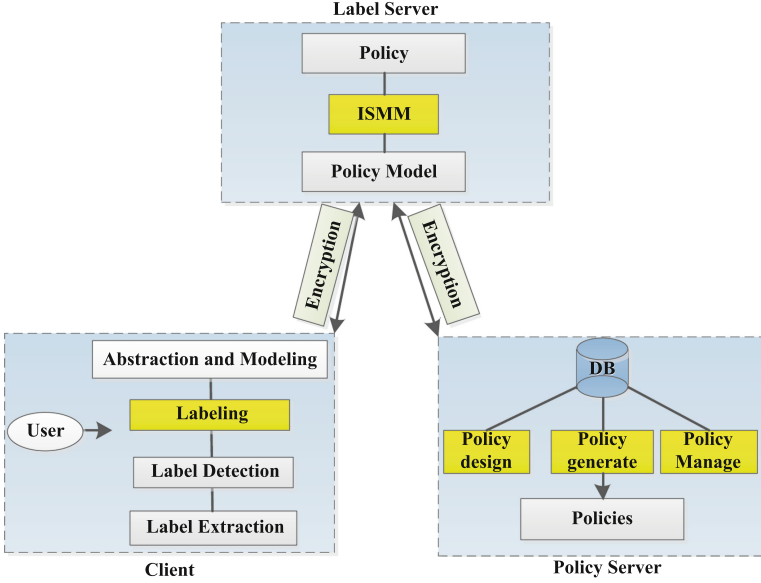 Label Server
Policy
ISMM
Policy Model
Encryption
Encryption
Abstraction and Modeling
Labeling
User
Label Detection
Label Extraction
Client
DB
Policy
design
Policy
generate
Policy
Manage
Policies
Policy Server